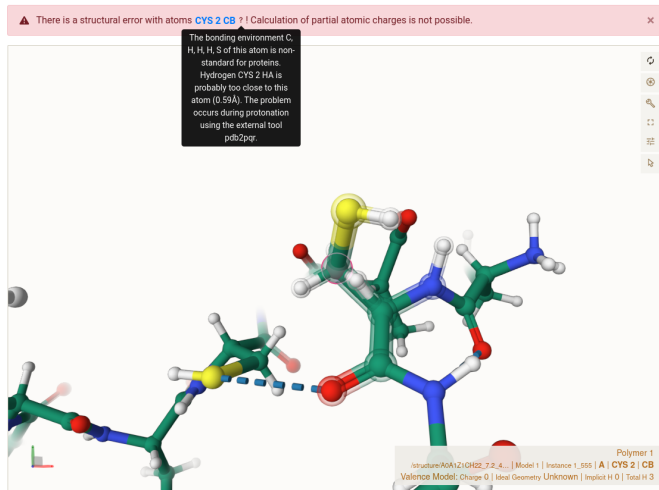 There is a structural error with atoms CYS 2 CB ? ! Calculation of partial atomic charges is not possible. ×
The bonding environment C,
H, H, H, S of this atom is non-
standard for proteins.
Hydrogen CYS 2 HA is
probably too close to this
atom (0.59Å). The problem
occurs during protonation
using the external tool
pdb2pqr.
Polymer 1
/structure/A0A1Z1CH22_7.2_4... | Model 1 | Instance 1_555 | A | CYS 2 | CB
Valence Model: Charge 0 | Ideal Geometry Unknown | Implicit H 0 | Total H 3